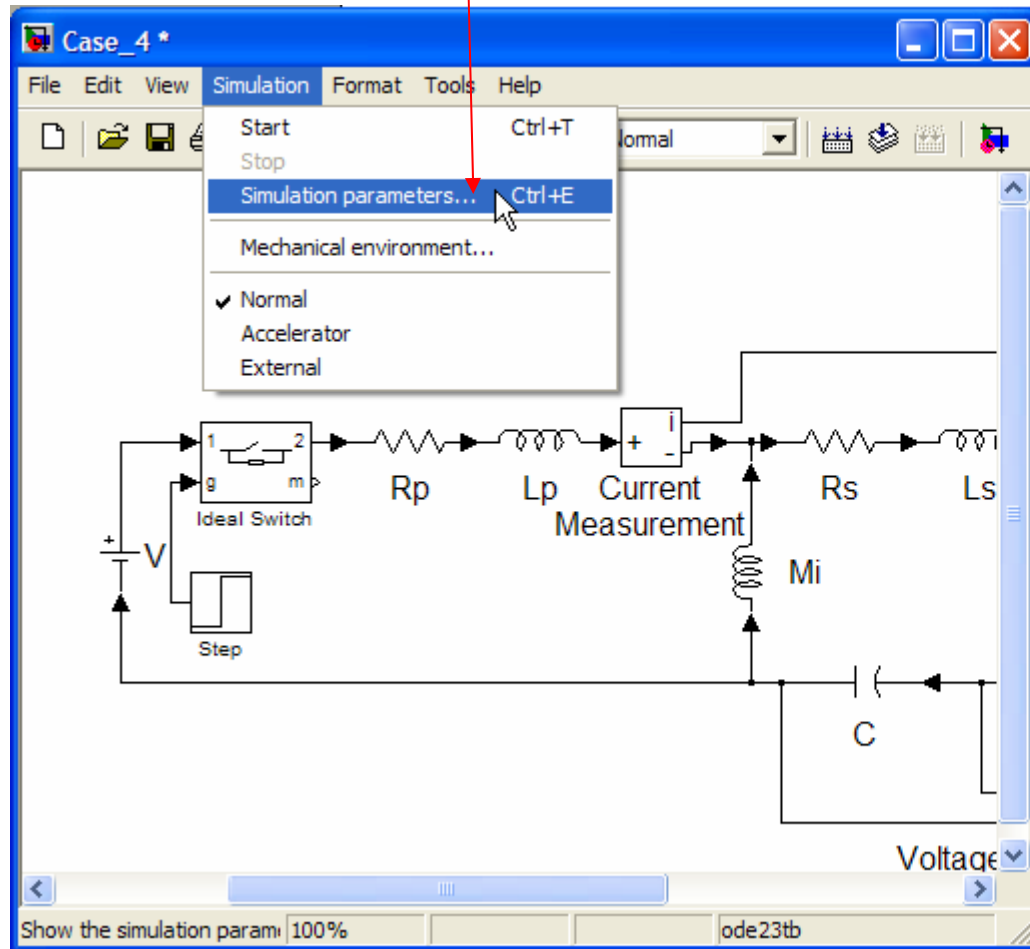 Case_4 *
File Edit View Simulation Format Tools Help
Start Ctrl+T
Stop
Simulation parameters... Ctrl+E
Mechanical environment...
Normal
Accelerator
External
1 2
g m
Ideal Switch
Rp
Lp
+ i -
Current
Measurement
Rs
Ls
+
V
Step
Mi
C
Voltage
Show the simulation 100% ode23tb